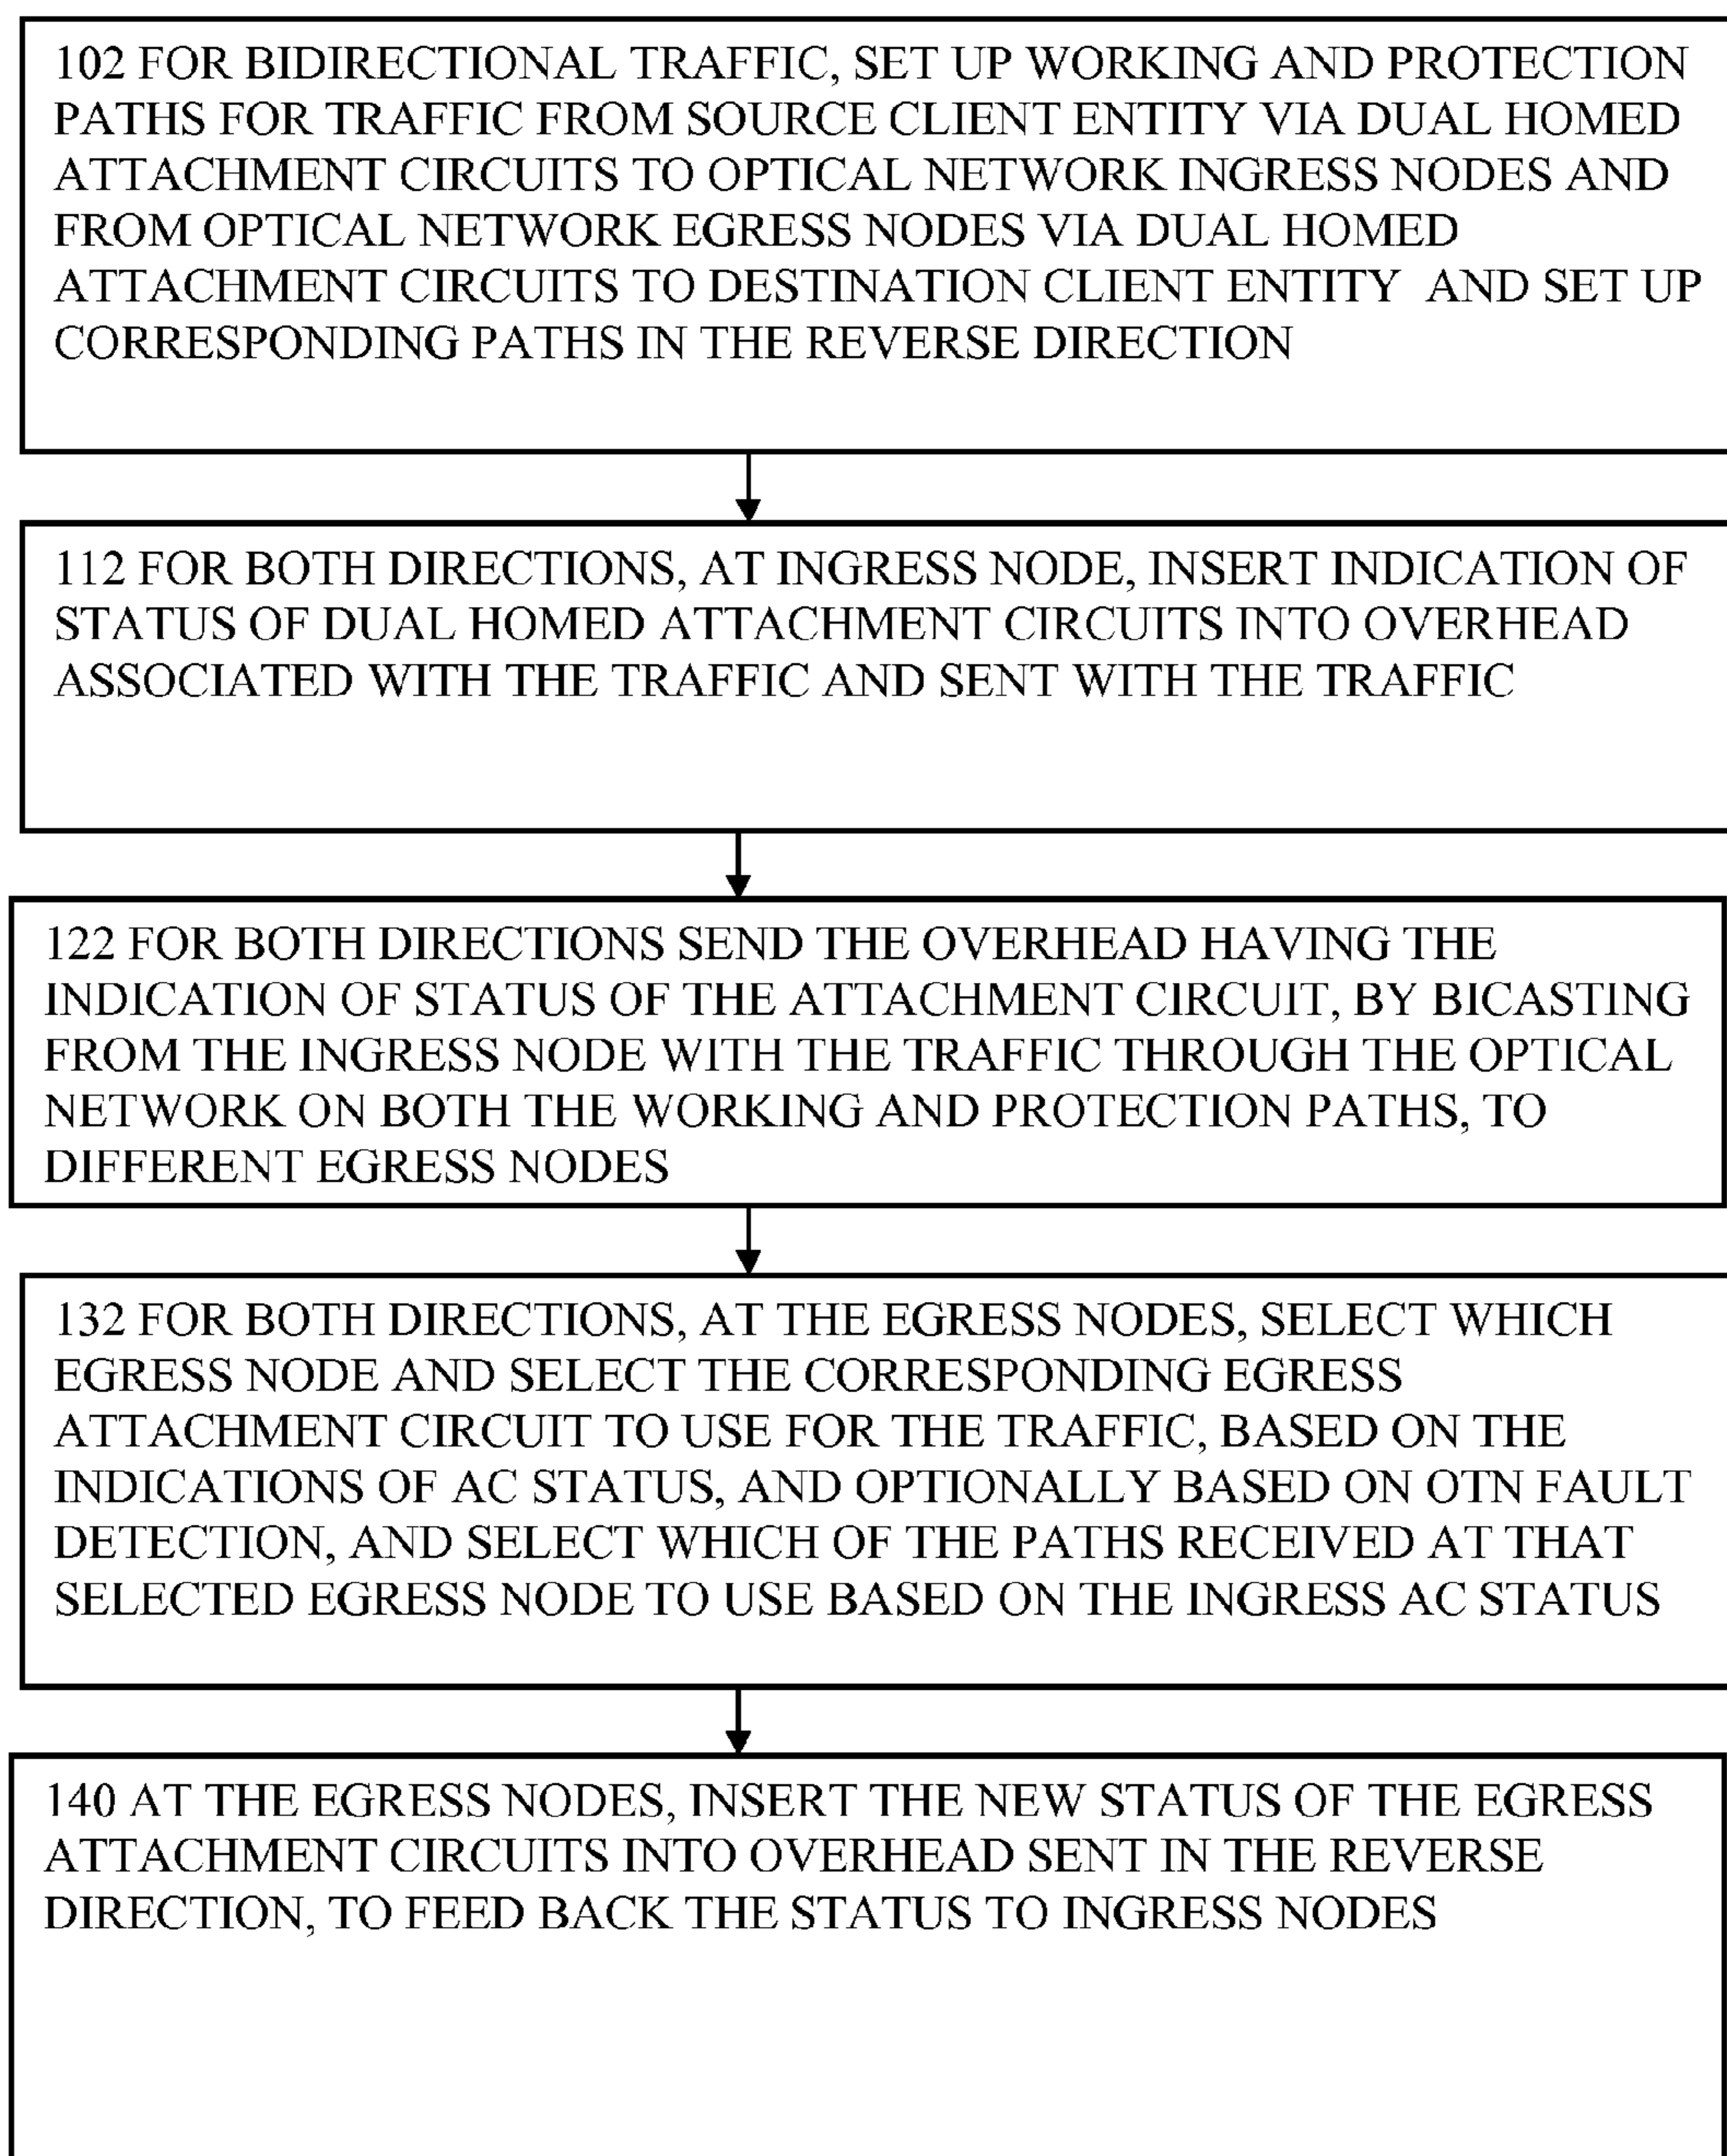 102 FOR BIDIRECTIONAL TRAFFIC, SET UP WORKING AND PROTECTION
PATHS FOR TRAFFIC FROM SOURCE CLIENT ENTITY VIA DUAL HOMED
ATTACHMENT CIRCUITS TO OPTICAL NETWORK INGRESS NODES AND
FROM OPTICAL NETWORK EGRESS NODES VIA DUAL HOMED
ATTACHMENT CIRCUITS TO DESTINATION CLIENT ENTITY AND SET UP
CORRESPONDING PATHS IN THE REVERSE DIRECTION
112 FOR BOTH DIRECTIONS, AT INGRESS NODE, INSERT INDICATION OF
STATUS OF DUAL HOMED ATTACHMENT CIRCUITS INTO OVERHEAD
ASSOCIATED WITH THE TRAFFIC AND SENT WITH THE TRAFFIC
122 FOR BOTH DIRECTIONS SEND THE OVERHEAD HAVING THE
INDICATION OF STATUS OF THE ATTACHMENT CIRCUIT, BY BICASTING
FROM THE INGRESS NODE WITH THE TRAFFIC THROUGH THE OPTICAL
NETWORK ON BOTH THE WORKING AND PROTECTION PATHS, TO
DIFFERENT EGRESS NODES
132 FOR BOTH DIRECTIONS, AT THE EGRESS NODES, SELECT WHICH
EGRESS NODE AND SELECT THE CORRESPONDING EGRESS
ATTACHMENT CIRCUIT TO USE FOR THE TRAFFIC, BASED ON THE
INDICATIONS OF AC STATUS, AND OPTIONALLY BASED ON OTN FAULT
DETECTION, AND SELECT WHICH OF THE PATHS RECEIVED AT THAT
SELECTED EGRESS NODE TO USE BASED ON THE INGRESS AC STATUS
140 AT THE EGRESS NODES, INSERT THE NEW STATUS OF THE EGRESS
ATTACHMENT CIRCUITS INTO OVERHEAD SENT IN THE REVERSE
DIRECTION, TO FEED BACK THE STATUS TO INGRESS NODES